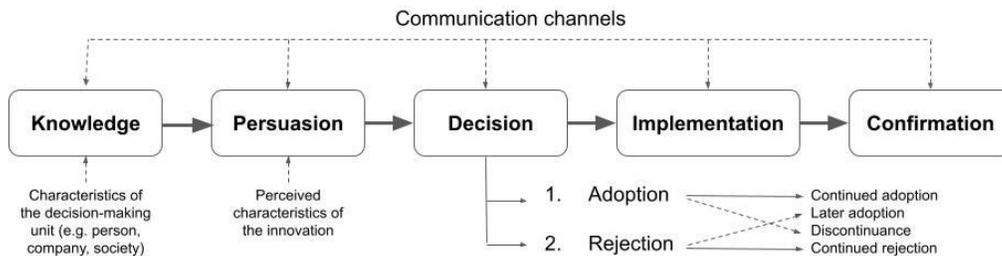 Communication channels
Knowledge
Persuasion
Decision
Implementation
Confirmation
Characteristics of
the decision-making
unit (e.g. person,
company, society)
Perceived
characteristics of
the innovation
1. Adoption
2. Rejection
Continued adoption
Later adoption
Discontinuance
Continued rejection